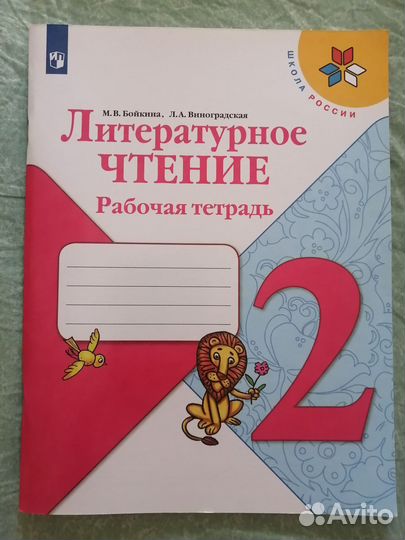 ШКОЛА РОССИИ
М. В. Бойкина, Л. А. Виноградская
Литературное
ЧТЕНИЕ
Рабочая тетрадь
2
Avito